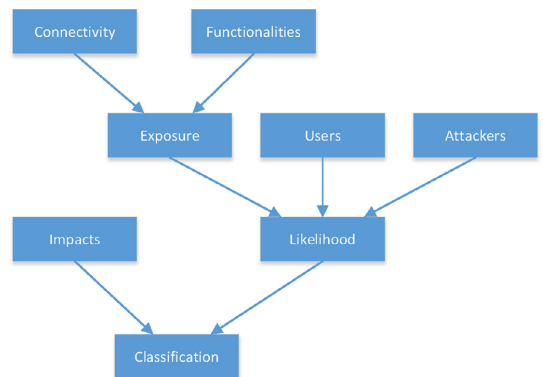 Connectivity
Functionalities
Exposure
Users
Attackers
Impacts
Likelihood
Classification